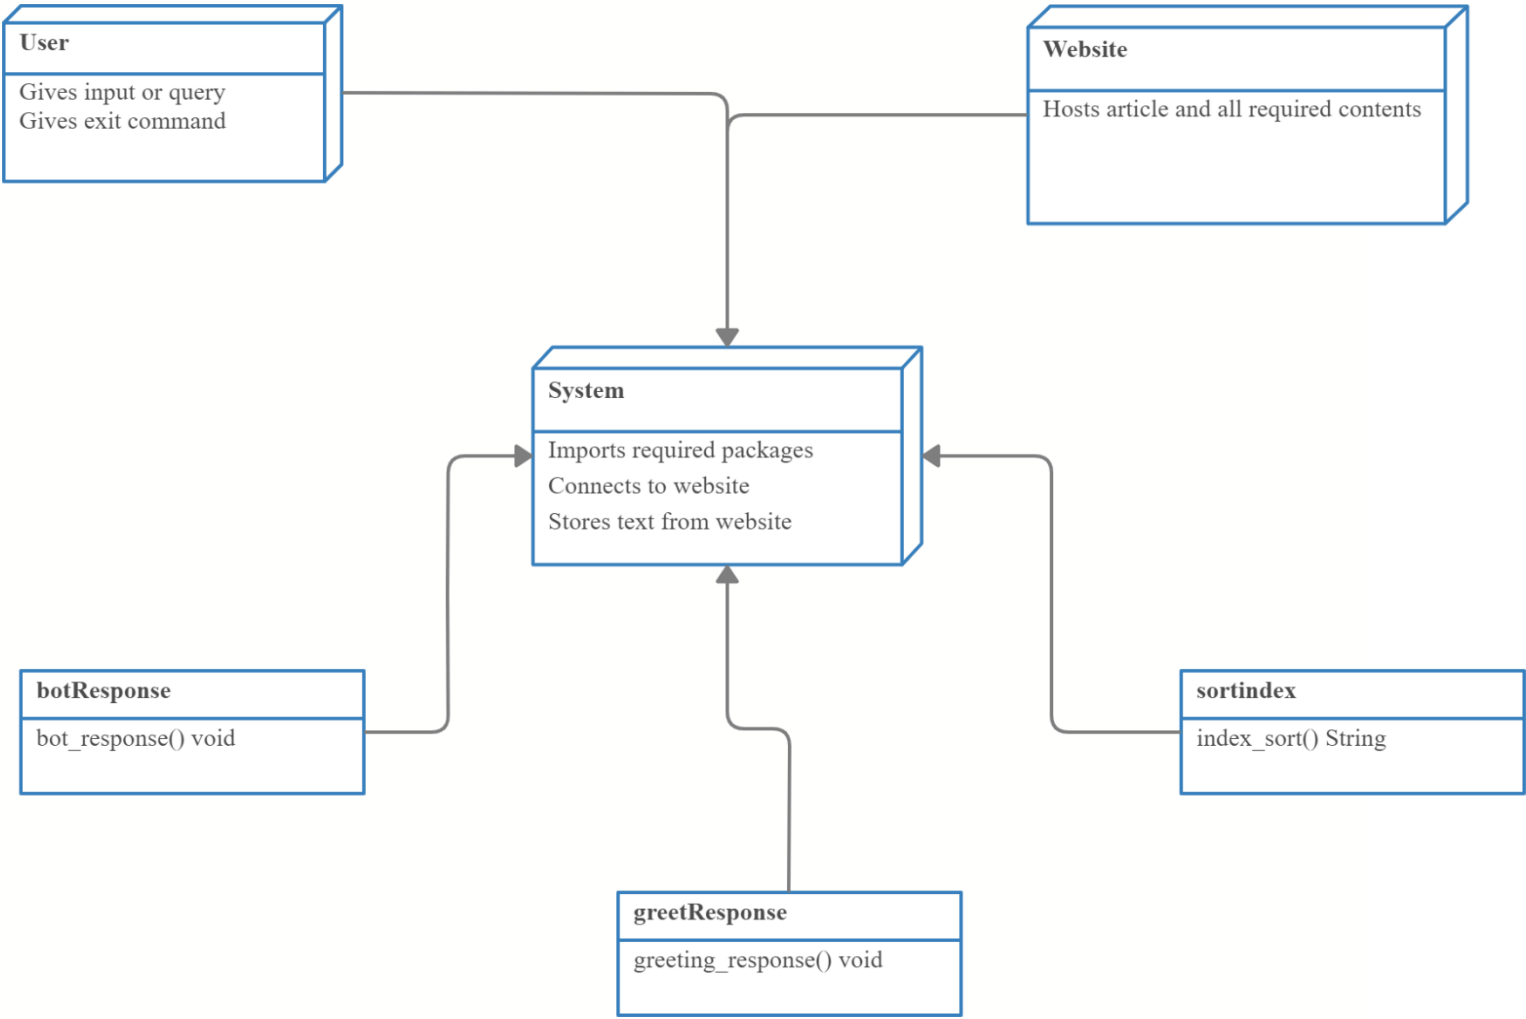 User
Gives input or query
Gives exit command
Website
Hosts article and all required contents
System
Imports required packages
Connects to website
Stores text from website
botResponse
bot_response() void
sortindex
index_sort() String
greetResponse
greeting_response() void